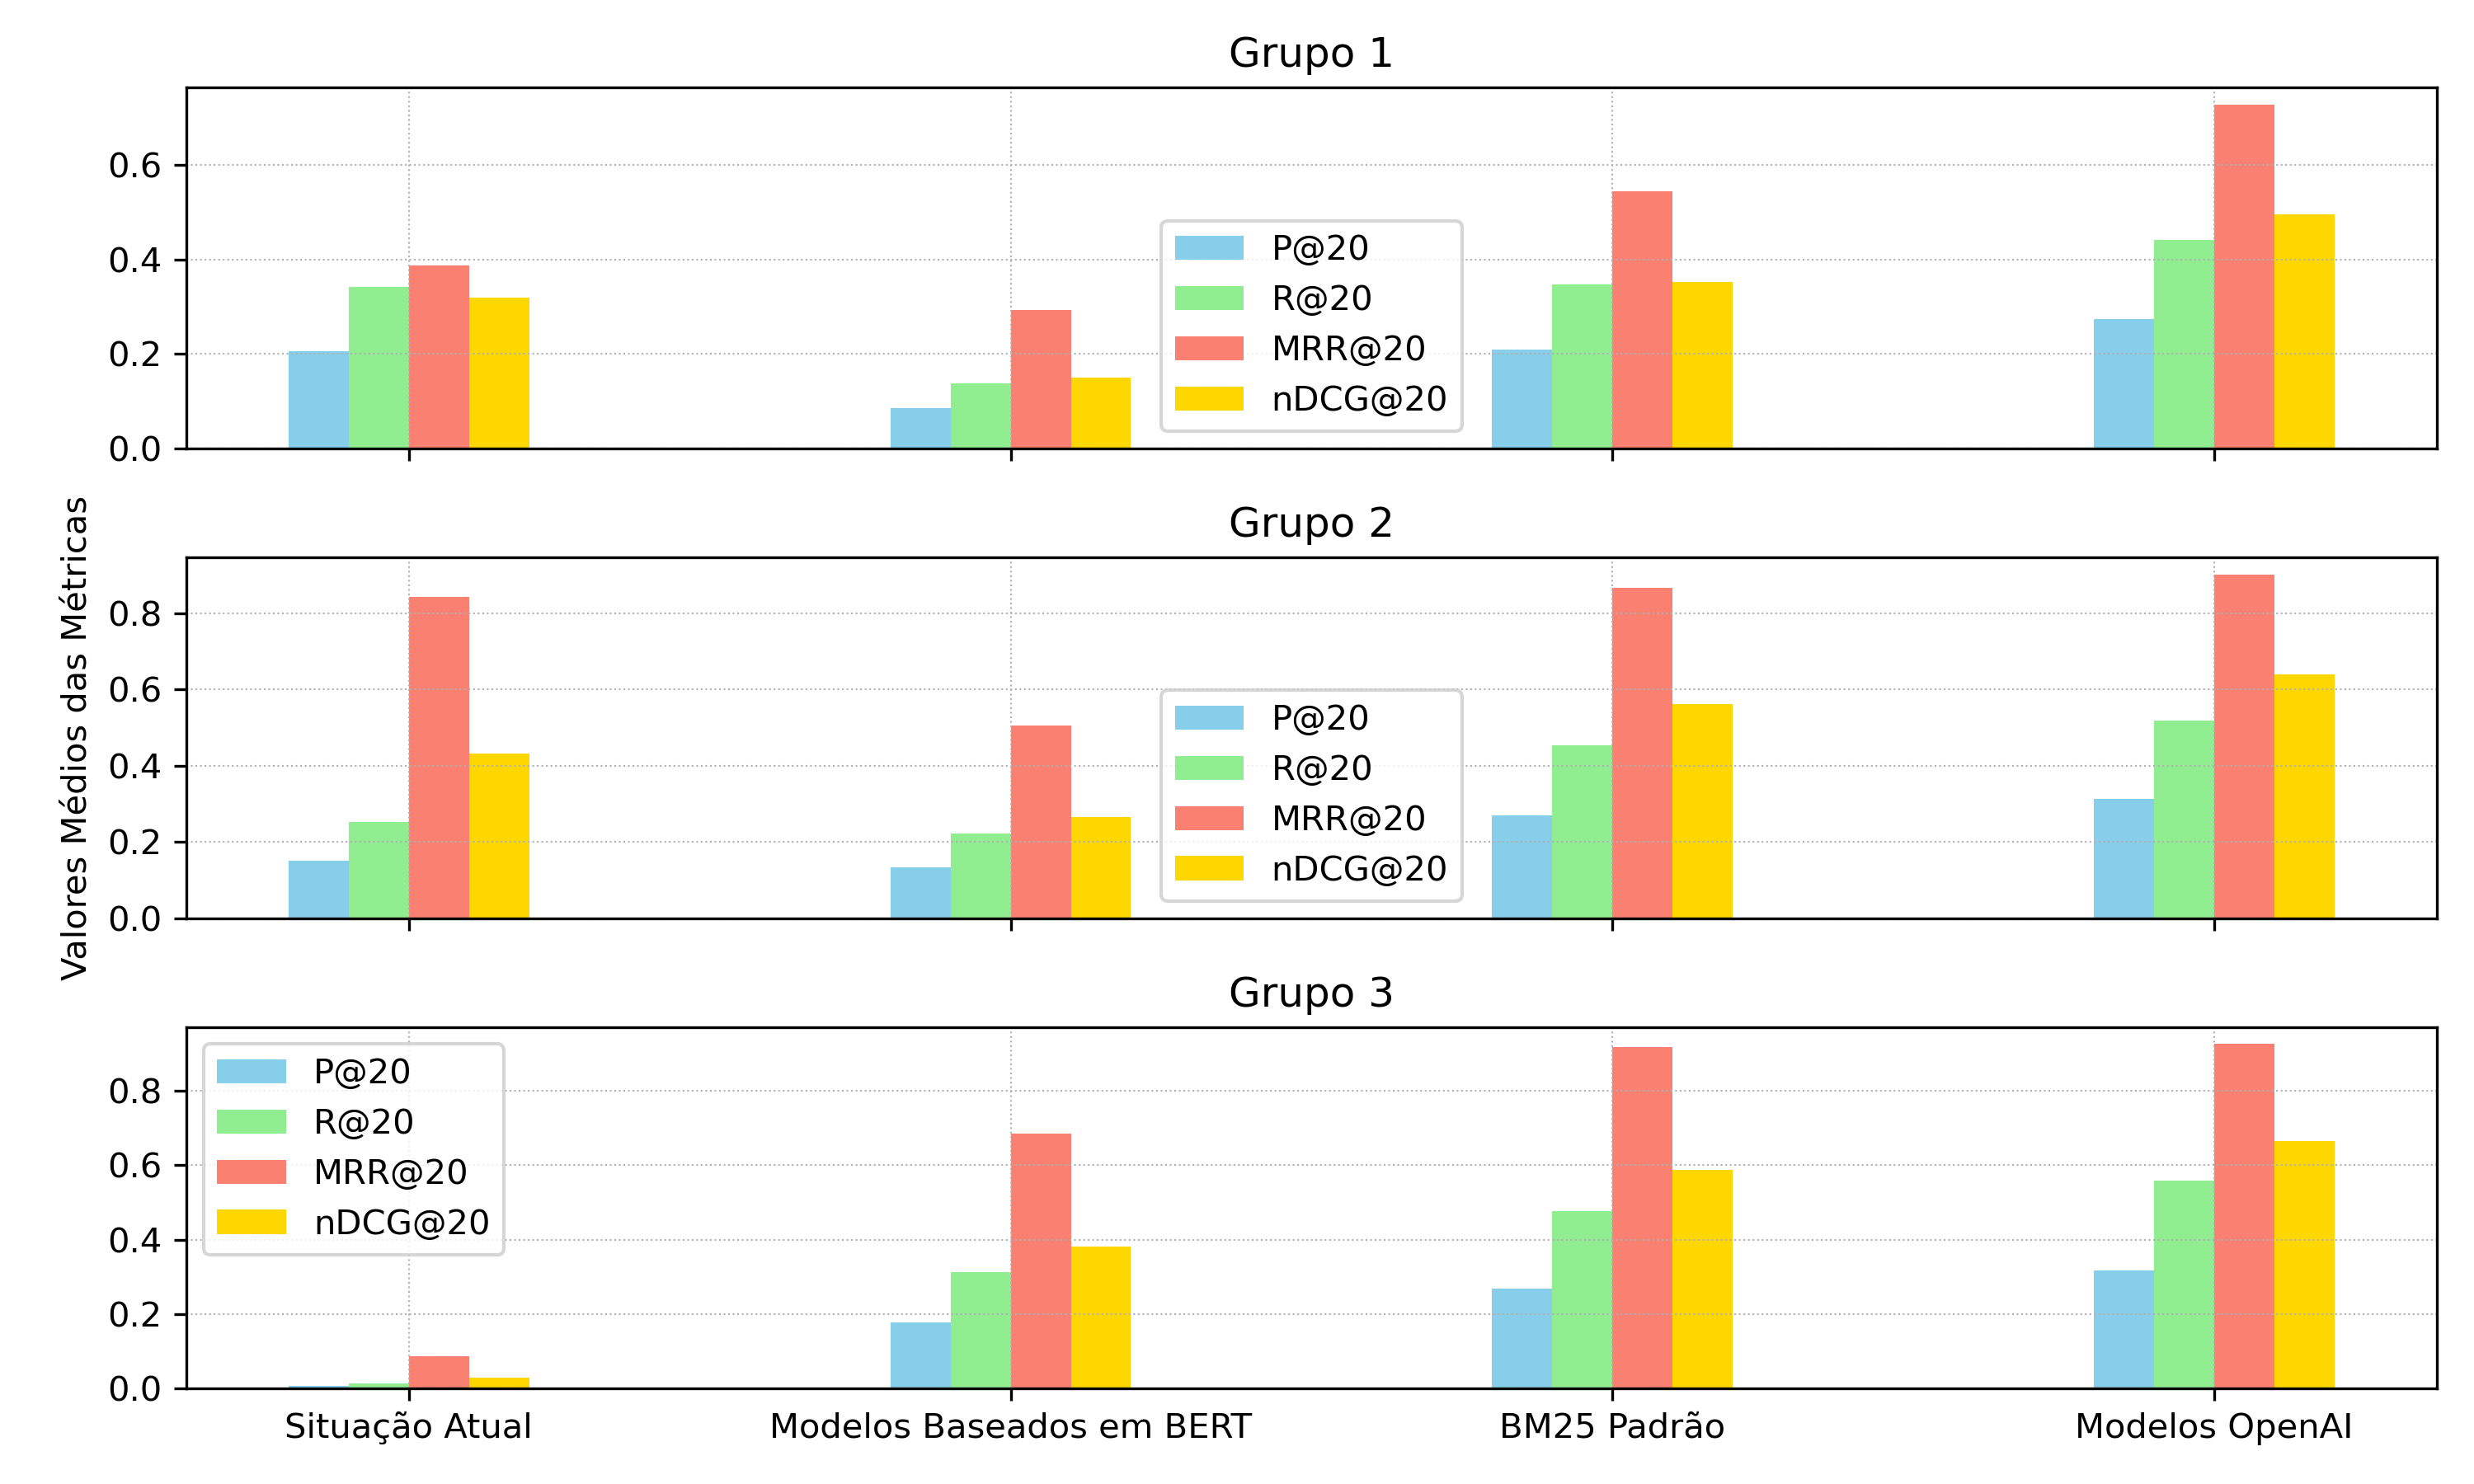 Grupo 1
0.6
0.4
0.2
0.0
P@20
R@20
MRR@20
nDCG@20
Valores Médios das Métricas
Grupo 2
0.8
0.6
0.4
0.2
0.0
P@20
R@20
MRR@20
nDCG@20
Grupo 3
0.8
0.6
0.4
0.2
0.0
P@20
R@20
MRR@20
nDCG@20
Situação Atual
Modelos Baseados em BERT
BM25 Padrão
Modelos OpenAI